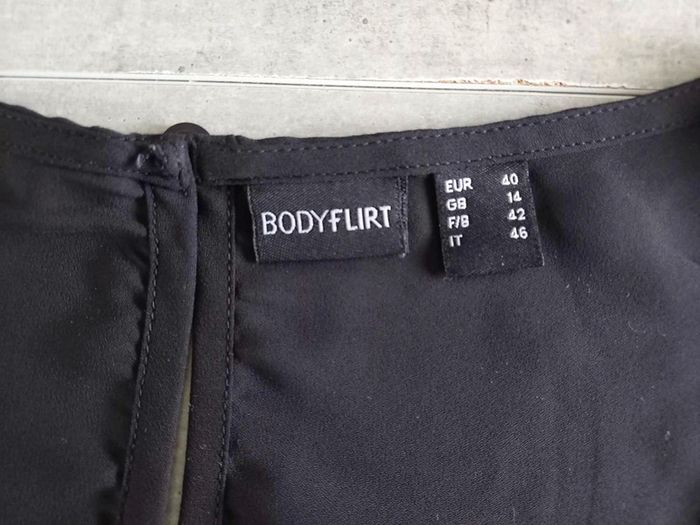 BODYFLIRT
EUR 40
GB 14
F/B 42
IT 46